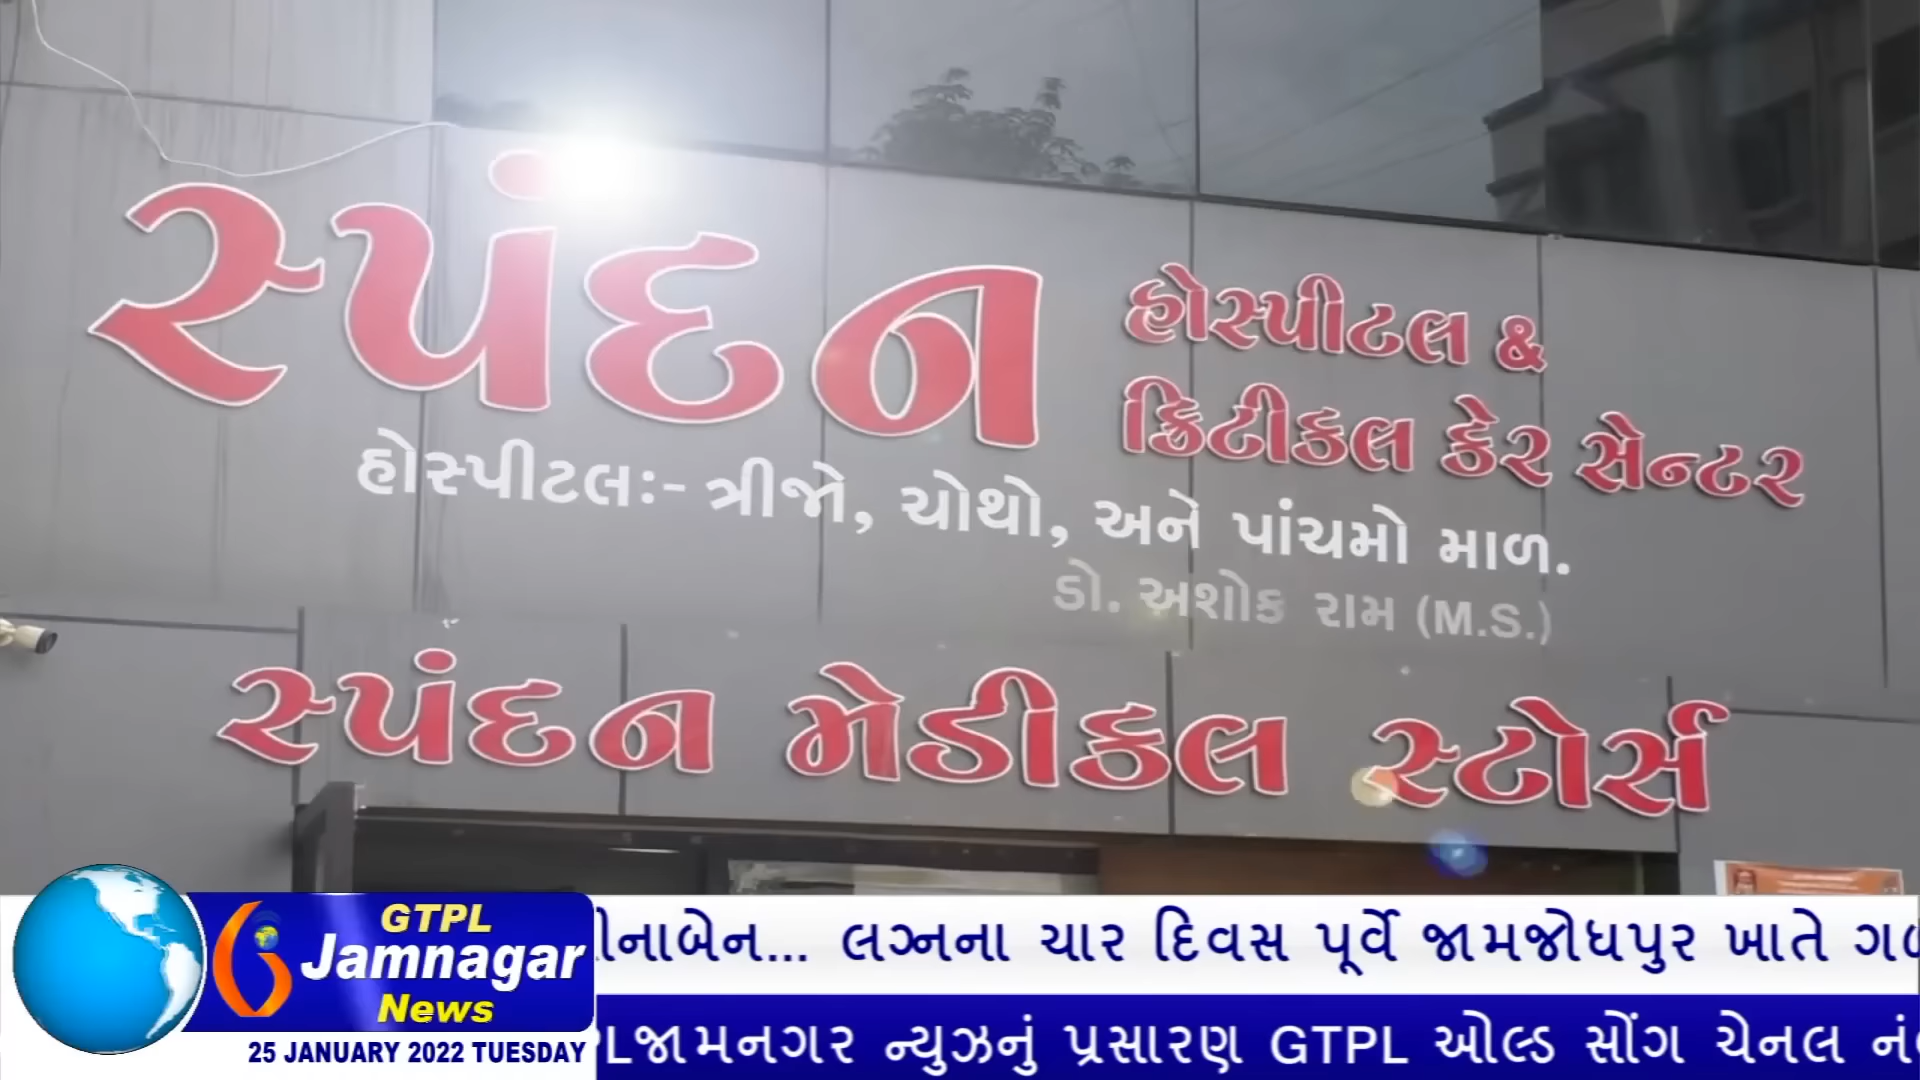 સ્પંદન
હોસ્પીટલ &
ક્રિટીકલ કેર સેન્ટર
હોસ્પીટલઃ- ત્રીજો, ચોથો, અને પાંચમો માળ.
ડો. અશોક રામ (M.S.)
સ્પંદન મેડીકલ સ્ટોર્સ
GTPL
Jamnagar
News
25 JANUARY 2022 TUESDAY
લગ્નના ચાર દિવસ પૂર્વે જામજોધપુર ખાતે
જામનગર ન્યુઝનું પ્રસારણ GTPL ઓલ્ડ સોંગ ચેનલ